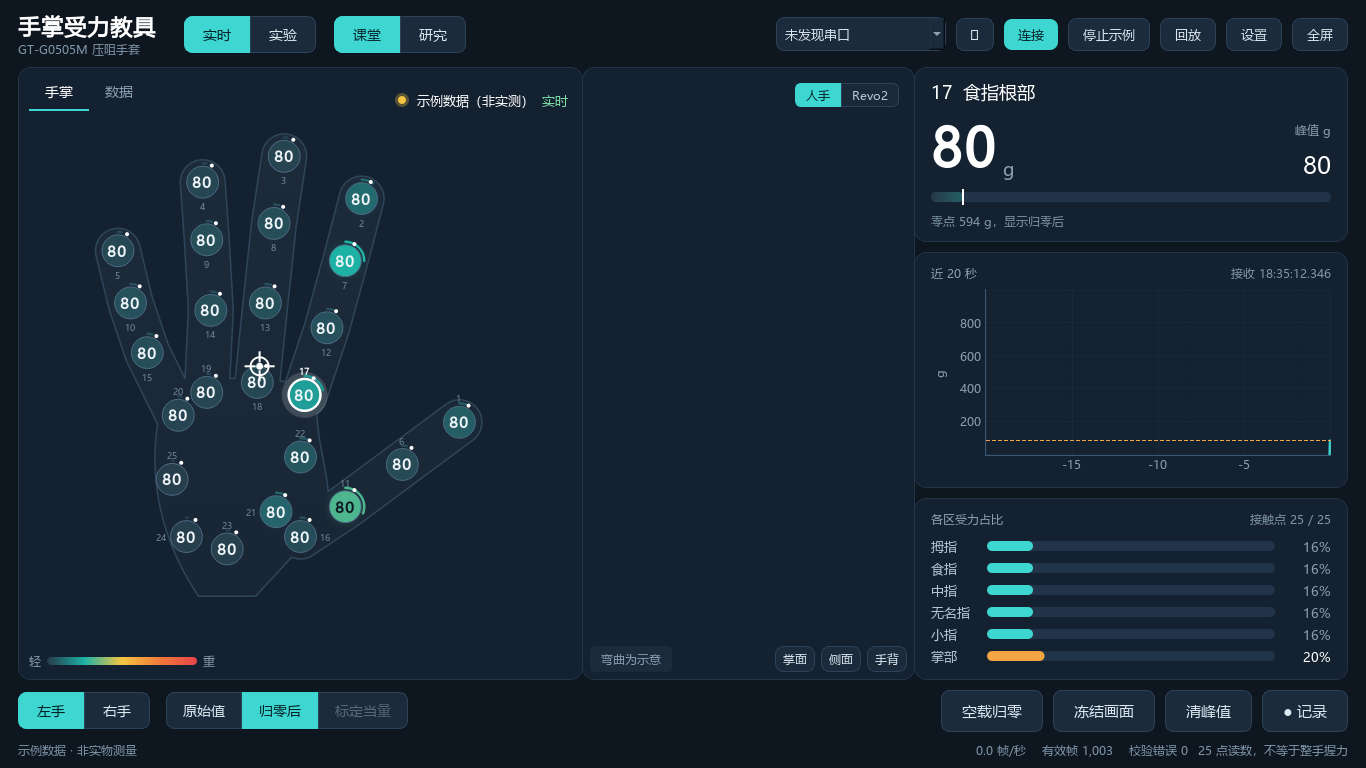 手掌受力教具
GT-G0505M 压阻手套
实时 实验 课堂 研究
未发现串口 连接 停止示例 回放 设置 全屏
手掌 数据
示例数据（非实测） 实时
80
3
80
4
80
2
80
8
80
9
80
5
80
7
80
10
80
13
80
14
80
12
80
15
80
18
19
80
17
80
20
80
1
80
22
80
6
80
25
80
11
80
21
80
24
80
23
80
80
16
轻 重
人手 Revo2
弯曲为示意 掌面 侧面 手背
17 食指根部
80 g
峰值 g
80
零点 594 g，显示归零后
近 20 秒 接收 18:35:12.346
g
800
600
400
200
-15 -10 -5
各区受力占比 接触点 25 / 25
拇指 16%
食指 16%
中指 16%
无名指 16%
小指 16%
掌部 20%
左手 右手 原始值 归零后 标定当量
空载归零 冻结画面 清峰值 ● 记录
示例数据 · 非实物测量
0.0 帧/秒 有效帧 1,003 校验错误 0 25 点读数，不等于整手握力